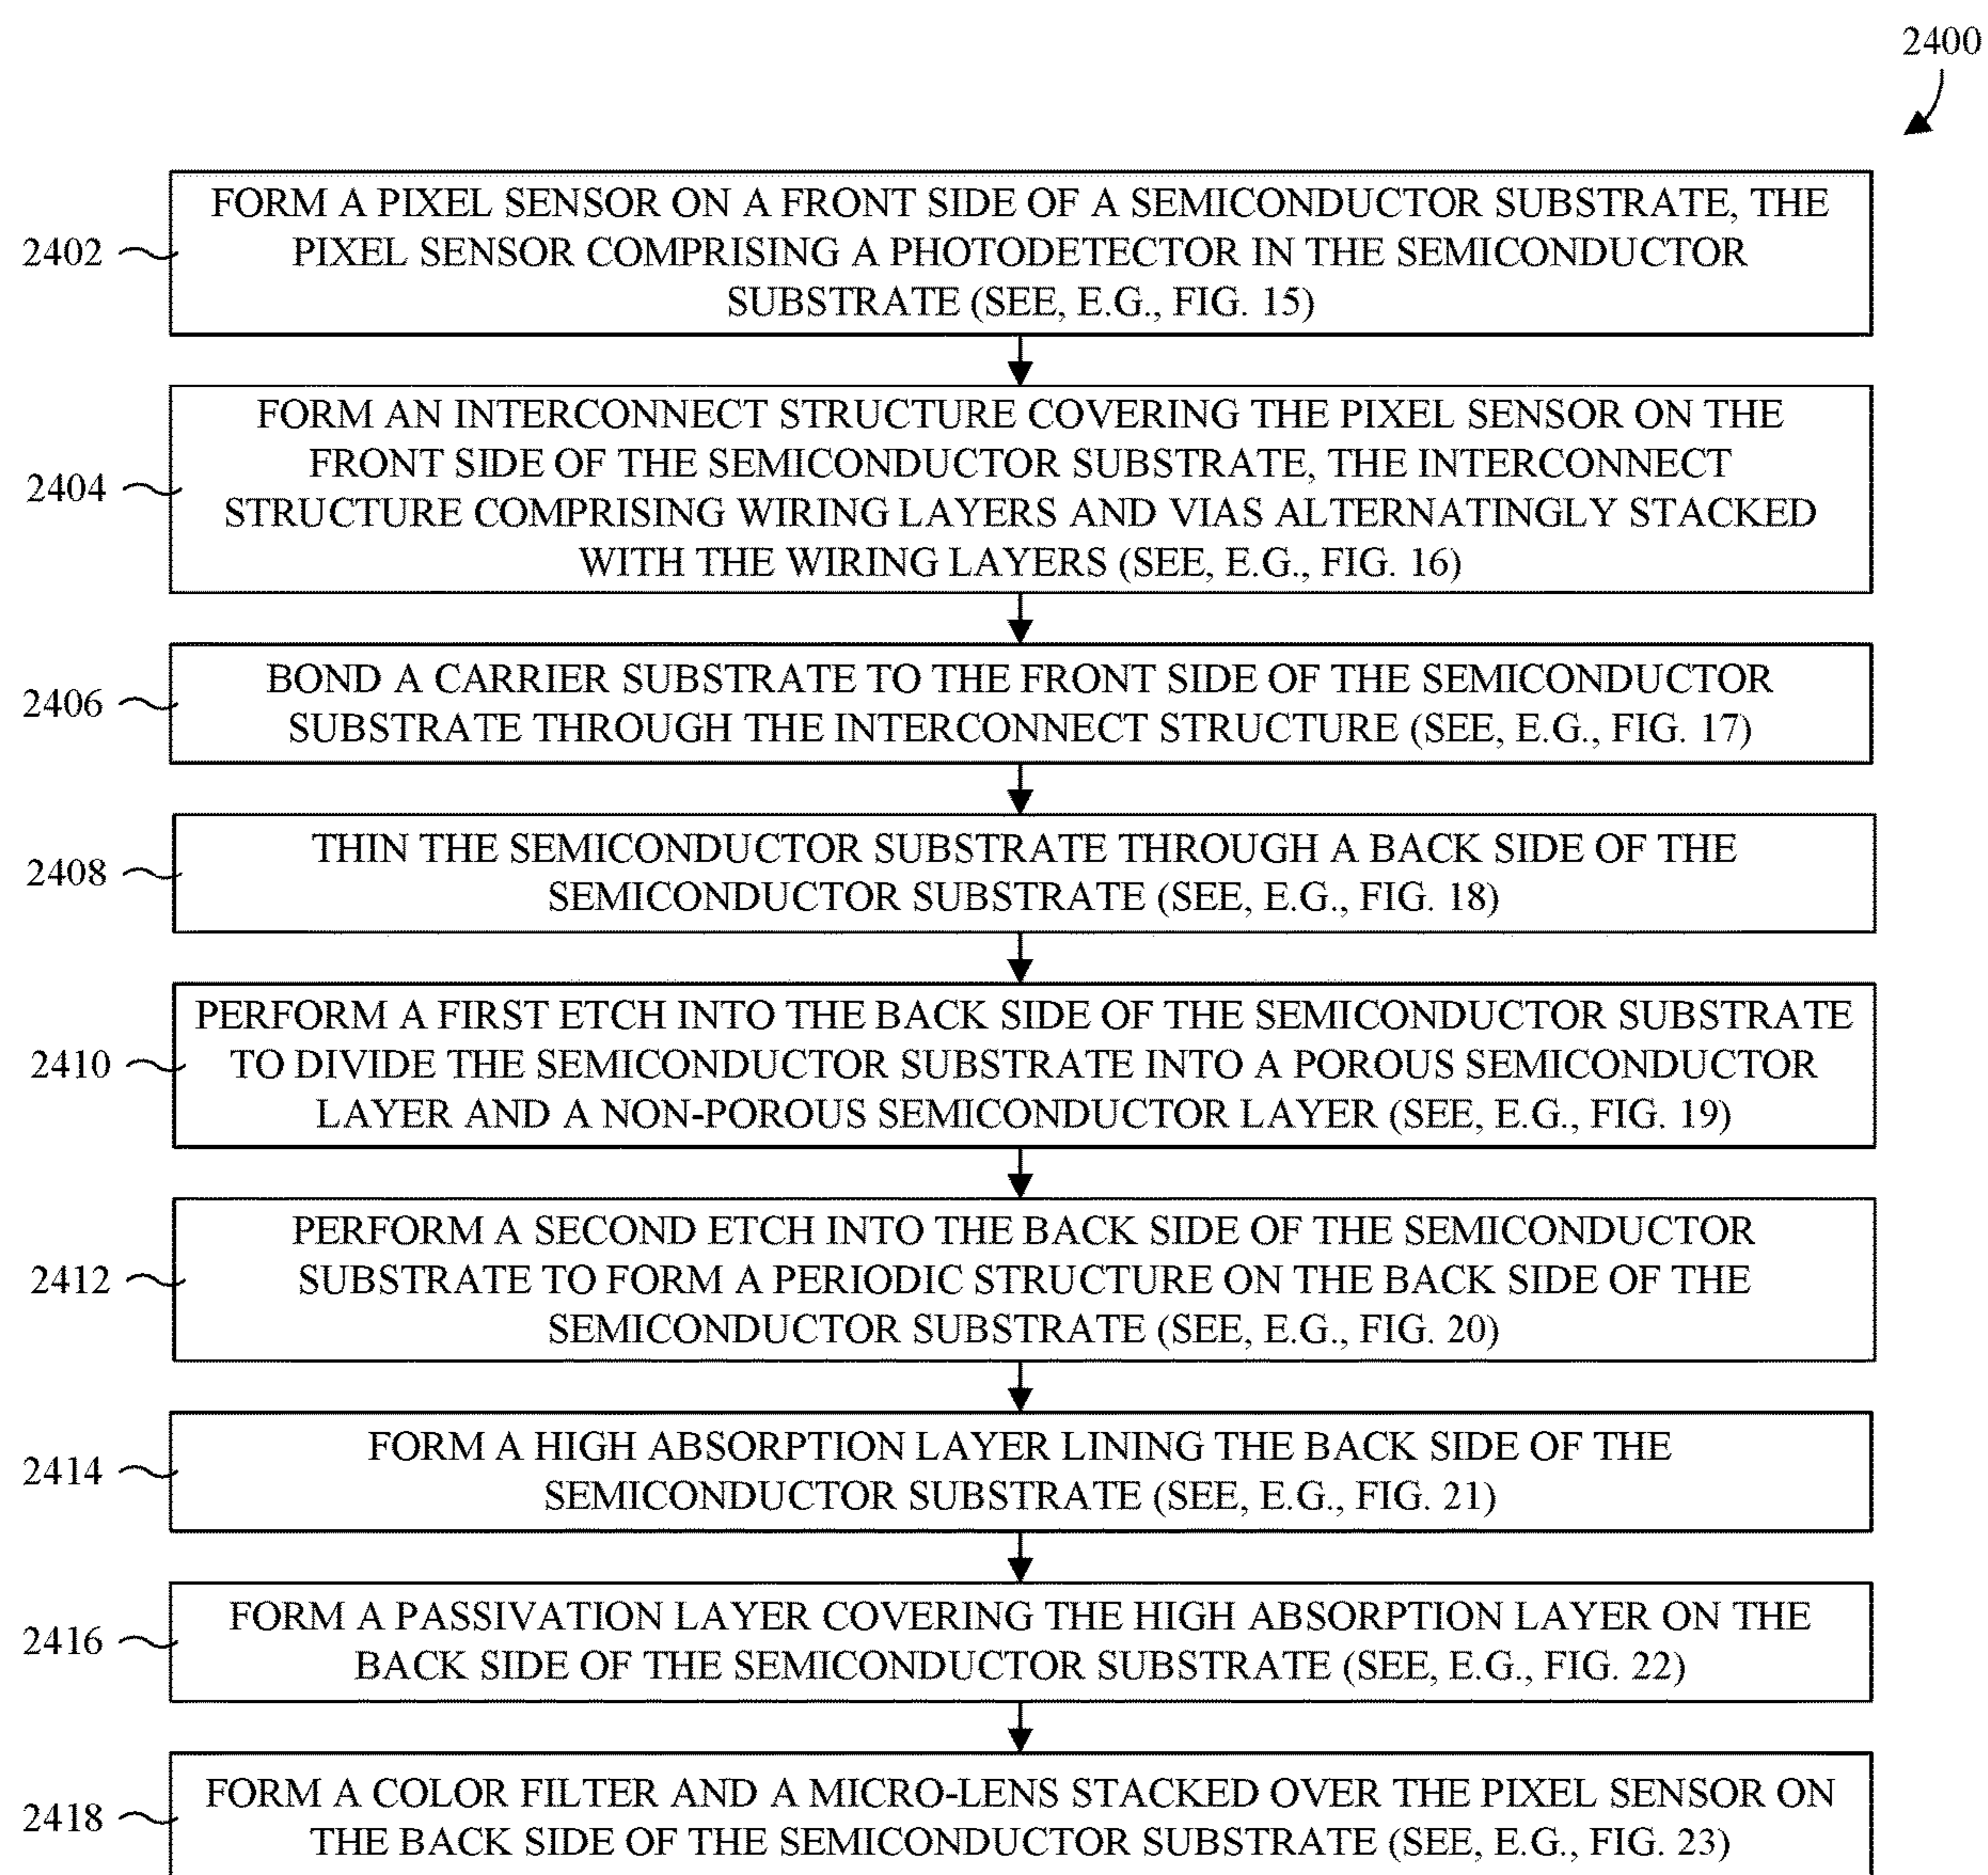 2400
2402
FORM A PIXEL SENSOR ON A FRONT SIDE OF A SEMICONDUCTOR SUBSTRATE, THE
PIXEL SENSOR COMPRISING A PHOTODETECTOR IN THE SEMICONDUCTOR
SUBSTRATE (SEE, E.G., FIG. 15)
2404
FORM AN INTERCONNECT STRUCTURE COVERING THE PIXEL SENSOR ON THE
FRONT SIDE OF THE SEMICONDUCTOR SUBSTRATE, THE INTERCONNECT
STRUCTURE COMPRISING WIRING LAYERS AND VIAS ALTERNATINGLY STACKED
WITH THE WIRING LAYERS (SEE, E.G., FIG. 16)
2406
BOND A CARRIER SUBSTRATE TO THE FRONT SIDE OF THE SEMICONDUCTOR
SUBSTRATE THROUGH THE INTERCONNECT STRUCTURE (SEE, E.G., FIG. 17)
2408
THIN THE SEMICONDUCTOR SUBSTRATE THROUGH A BACK SIDE OF THE
SEMICONDUCTOR SUBSTRATE (SEE, E.G., FIG. 18)
2410
PERFORM A FIRST ETCH INTO THE BACK SIDE OF THE SEMICONDUCTOR SUBSTRATE
TO DIVIDE THE SEMICONDUCTOR SUBSTRATE INTO A POROUS SEMICONDUCTOR
LAYER AND A NON-POROUS SEMICONDUCTOR LAYER (SEE, E.G., FIG. 19)
2412
PERFORM A SECOND ETCH INTO THE BACK SIDE OF THE SEMICONDUCTOR
SUBSTRATE TO FORM A PERIODIC STRUCTURE ON THE BACK SIDE OF THE
SEMICONDUCTOR SUBSTRATE (SEE, E.G., FIG. 20)
2414
FORM A HIGH ABSORPTION LAYER LINING THE BACK SIDE OF THE
SEMICONDUCTOR SUBSTRATE (SEE, E.G., FIG. 21)
2416
FORM A PASSIVATION LAYER COVERING THE HIGH ABSORPTION LAYER ON THE
BACK SIDE OF THE SEMICONDUCTOR SUBSTRATE (SEE, E.G., FIG. 22)
2418
FORM A COLOR FILTER AND A MICRO-LENS STACKED OVER THE PIXEL SENSOR ON
THE BACK SIDE OF THE SEMICONDUCTOR SUBSTRATE (SEE, E.G., FIG. 23)